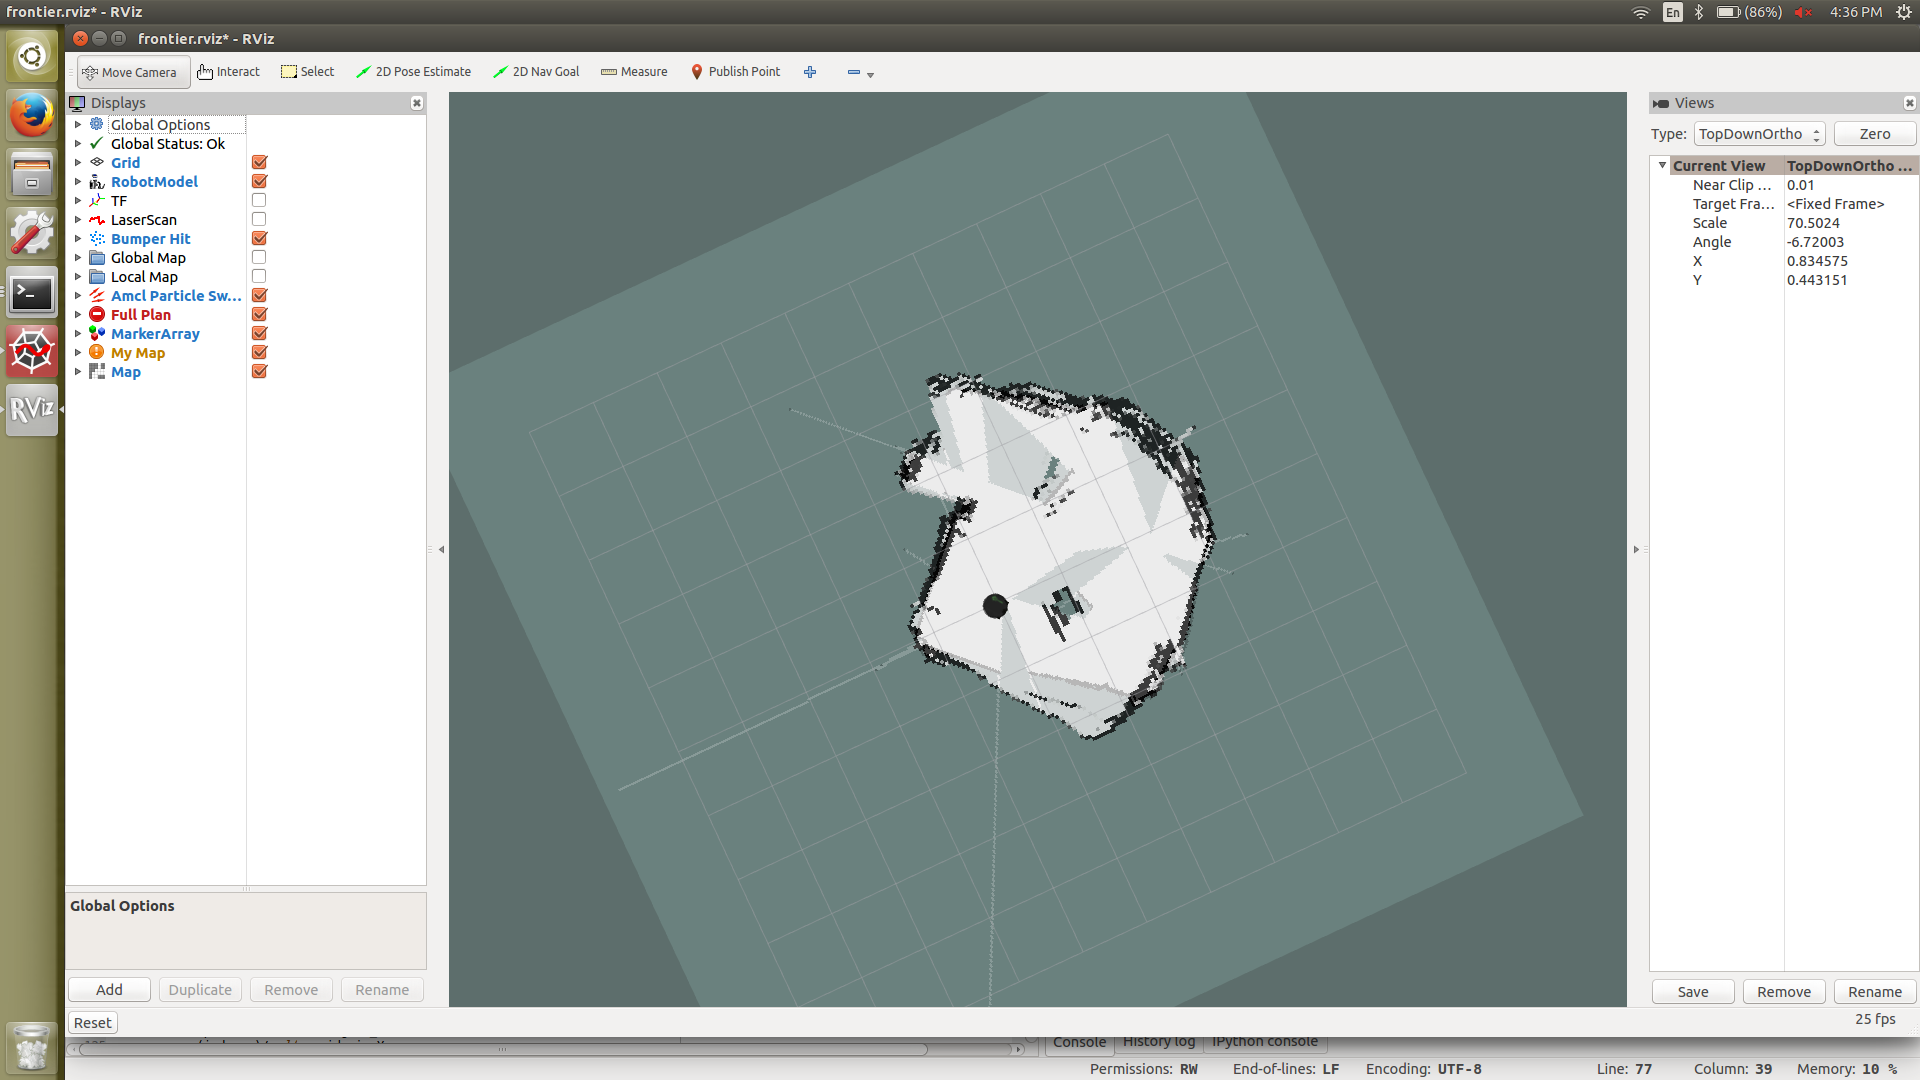 frontier.rviz* - RViz
En
(86%)
4:36 PM
frontier.rviz* - RViz
Move Camera
Interact
Select
2D Pose Estimate
2D Nav Goal
Measure
Publish Point
Displays
Global Options
Global Status: Ok
Grid
RobotModel
TF
LaserScan
Bumper Hit
Global Map
Local Map
Amcl Particle Sw...
Full Plan
MarkerArray
My Map
Map
Global Options
Add
Duplicate
Remove
Rename
Reset
RViz
Views
Type: TopDownOrtho
Zero
Current View TopDownOrtho ...
Near Clip ... 0.01
Target Fra... <Fixed Frame>
Scale 70.5024
Angle -6.72003
X 0.834575
Y 0.443151
Save
Remove
Rename
25 fps
Console
History log
IPython console
Permissions: RW
End-of-lines: LF
Encoding: UTF-8
Line: 77
Column: 39
Memory: 10 %